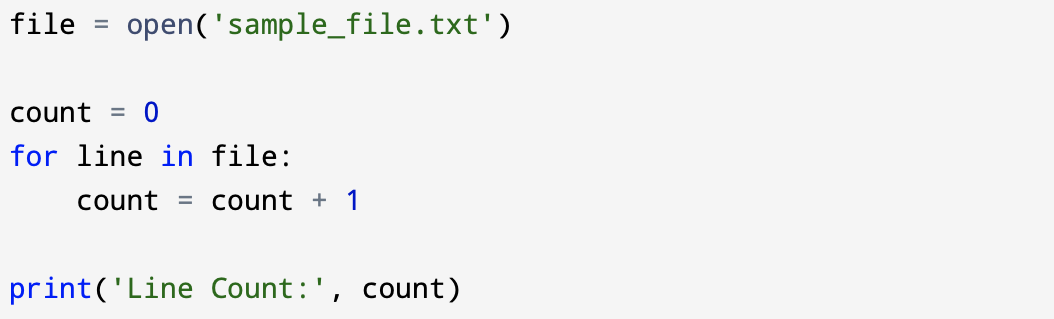 file = open('sample_file.txt')
count = 0
for line in file:
    count = count + 1
print('Line Count:', count)